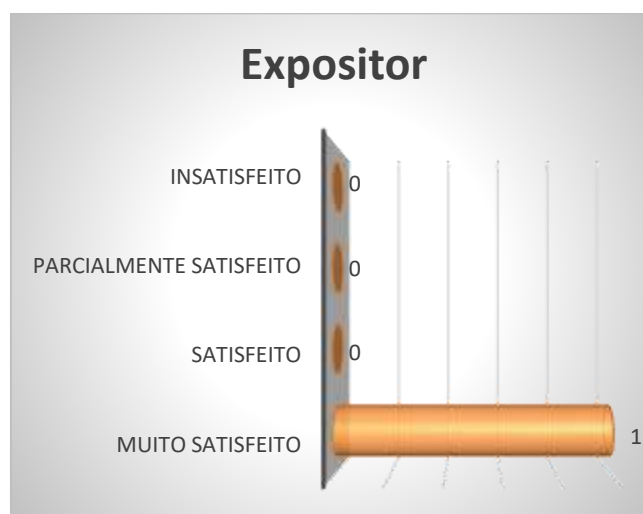 Expositor
INSATISFEITO 0
PARCIALMENTE SATISFEITO 0
SATISFEITO 0
MUITO SATISFEITO 1